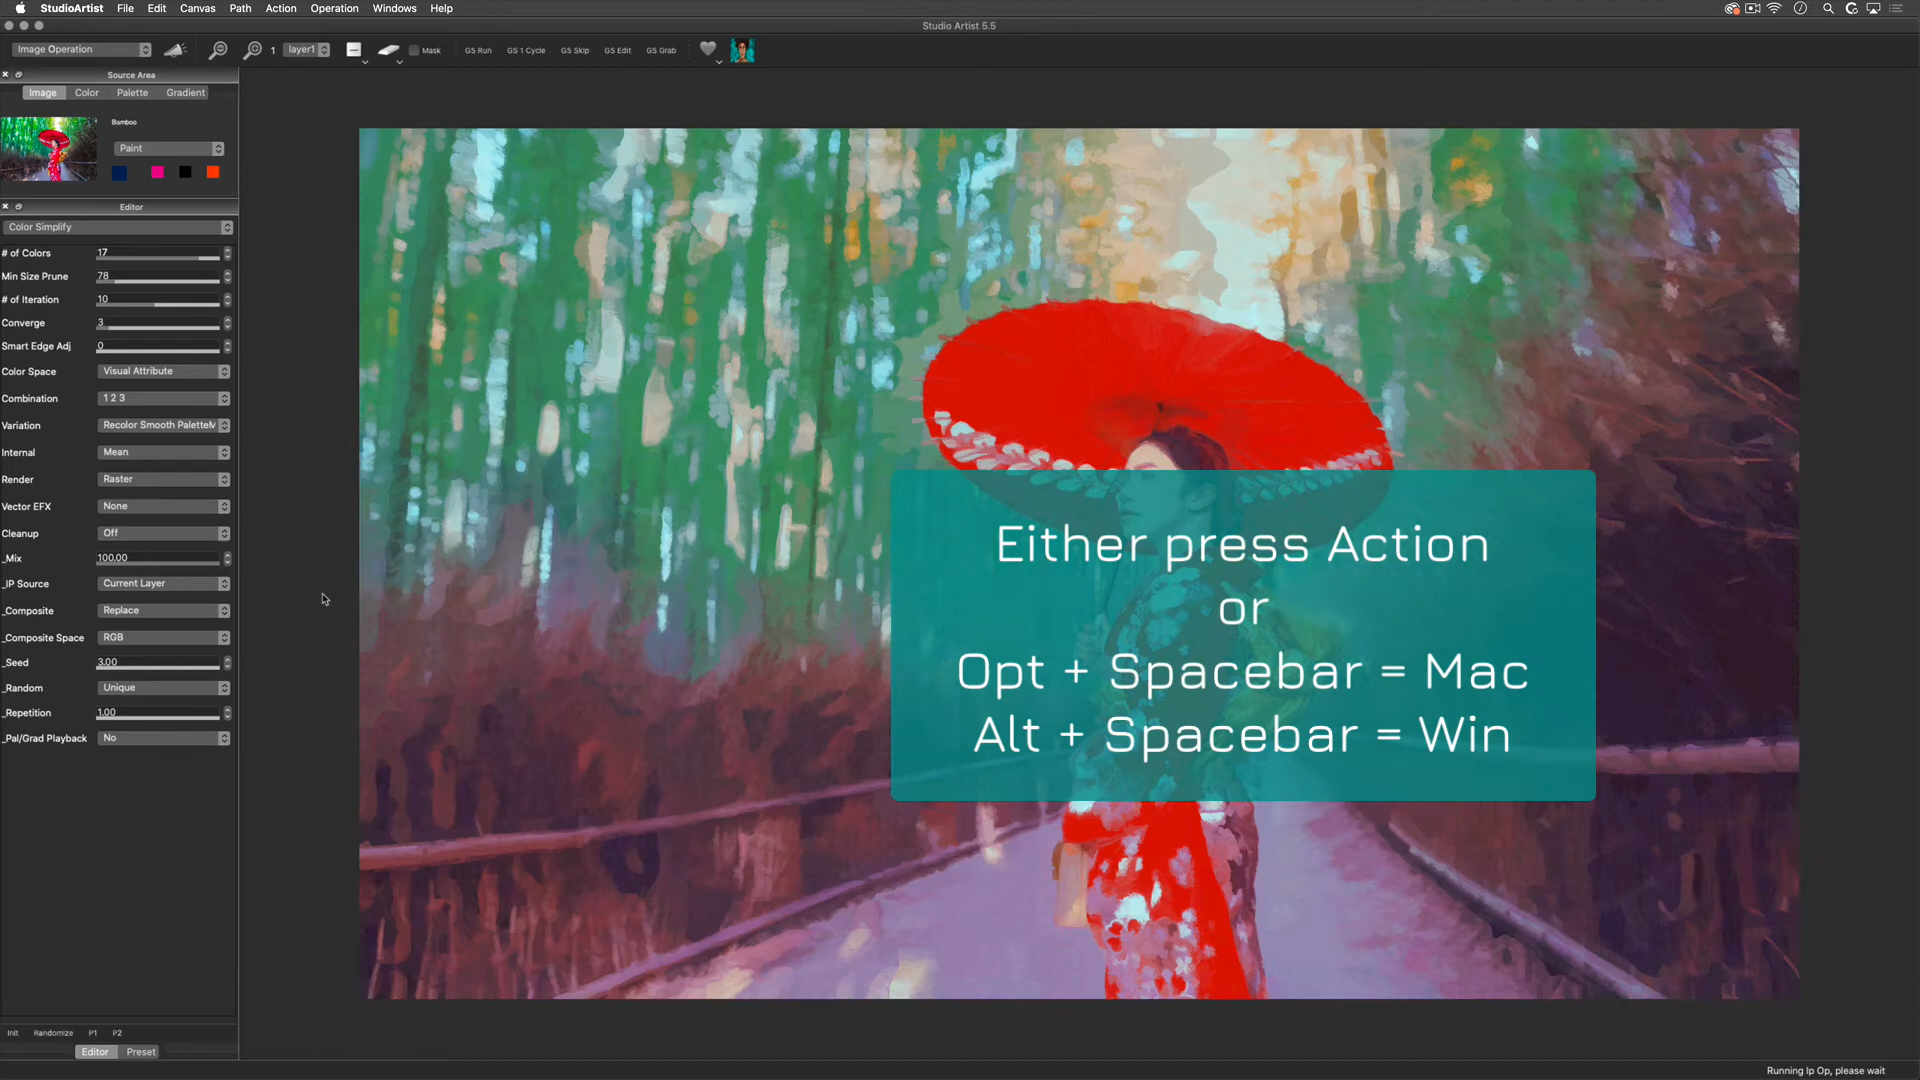 StudioArtist File Edit Canvas Path Action Operation Windows Help
Studio Artist 5.5
Image Operation 1 layer1 Mask GS Run GS 1 Cycle GS Skip GS Edit GS Grab
Source Area
Image Color Palette Gradient
Bamboo
Paint
Editor
Color Simplify
# of Colors 17
Min Size Prune 78
# of Iteration 10
Converge 3
Smart Edge Adj 0
Color Space Visual Attribute
Combination 1 2 3
Variation Recolor Smooth PaletteM
Internal Mean
Render Raster
Vector EFX None
Cleanup Off
_Mix 100.00
_IP Source Current Layer
_Composite Replace
_Composite Space RGB
_Seed 3.00
_Random Unique
_Repetition 1.00
_Pal/Grad Playback No
Either press Action
or
Opt + Spacebar = Mac
Alt + Spacebar = Win
Init Randomize P1 P2
Editor Preset
Running Ip Op, please wait